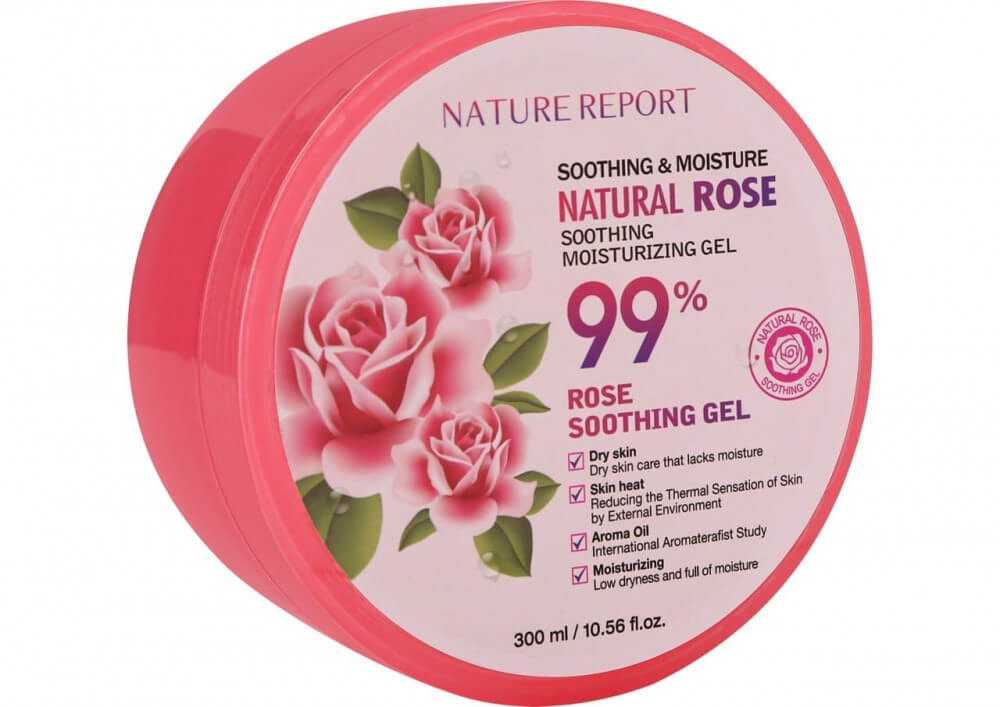 NATURE REPORT
SOOTHING & MOISTURE
NATURAL ROSE
SOOTHING
MOISTURIZING GEL
99%
ROSE
SOOTHING GEL
NATURAL ROSE
SOOTHING GEL
Dry skin
Dry skin care that lacks moisture
Skin heat
Reducing the Thermal Sensation of Skin
by External Environment
Aroma Oil
International Aromaterafist Study
Moisturizing
Low dryness and full of moisture
300 ml / 10.56 fl.oz.